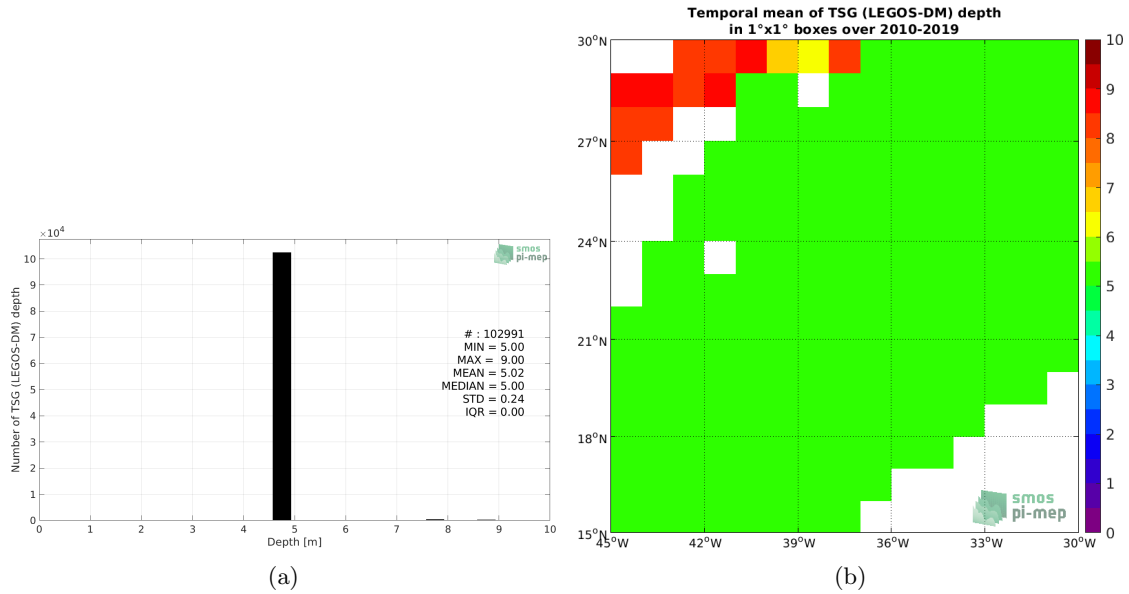 ×10⁴
10
9
8
7
6
5
4
3
2
1
0
Number of TSG (LEGOS-DM) depth
0 1 2 3 4 5 6 7 8 9 10
Depth [m]
smos
pi-mep
# : 102991
MIN = 5.00
MAX = 9.00
MEAN = 5.02
MEDIAN = 5.00
STD = 0.24
IQR = 0.00
(a)
Temporal mean of TSG (LEGOS-DM) depth
in 1°x1° boxes over 2010-2019
30°N
27°N
24°N
21°N
18°N
15°N
45°W 42°W 39°W 36°W 33°W 30°W
smos
pi-mep
10
9
8
7
6
5
4
3
2
1
0
(b)